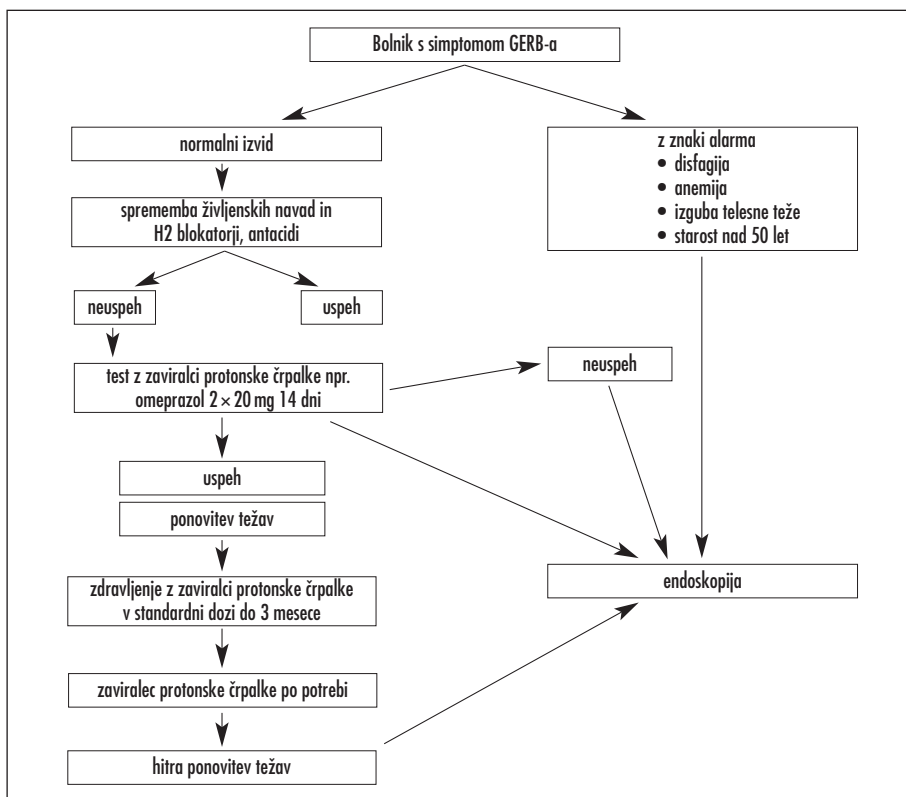 Bolnik s simptomom GERB-a
normalni izvid
z znaki alarma
• disfagija
• anemija
• izguba telesne teže
• starost nad 50 let
sprememba življenskih navad in
H2 blokatorji, antacidi
neuspeh
uspeh
test z zaviralci protonske črpalke npr.
omeprazol 2 × 20 mg 14 dni
neuspeh
uspeh
ponovitev težav
zdravljenje z zaviralci protonske črpalke
v standardni dozi do 3 mesece
endoskopija
zaviralec protonske črpalke po potrebi
hitra ponovitev težav